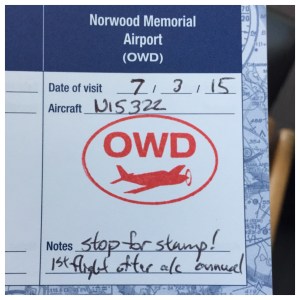 Norwood Memorial
Airport
(OWD)
Date of visit 7, 3, 15
Aircraft N15322
OWD
Notes stop for stamp!
1st flight after a/c annual